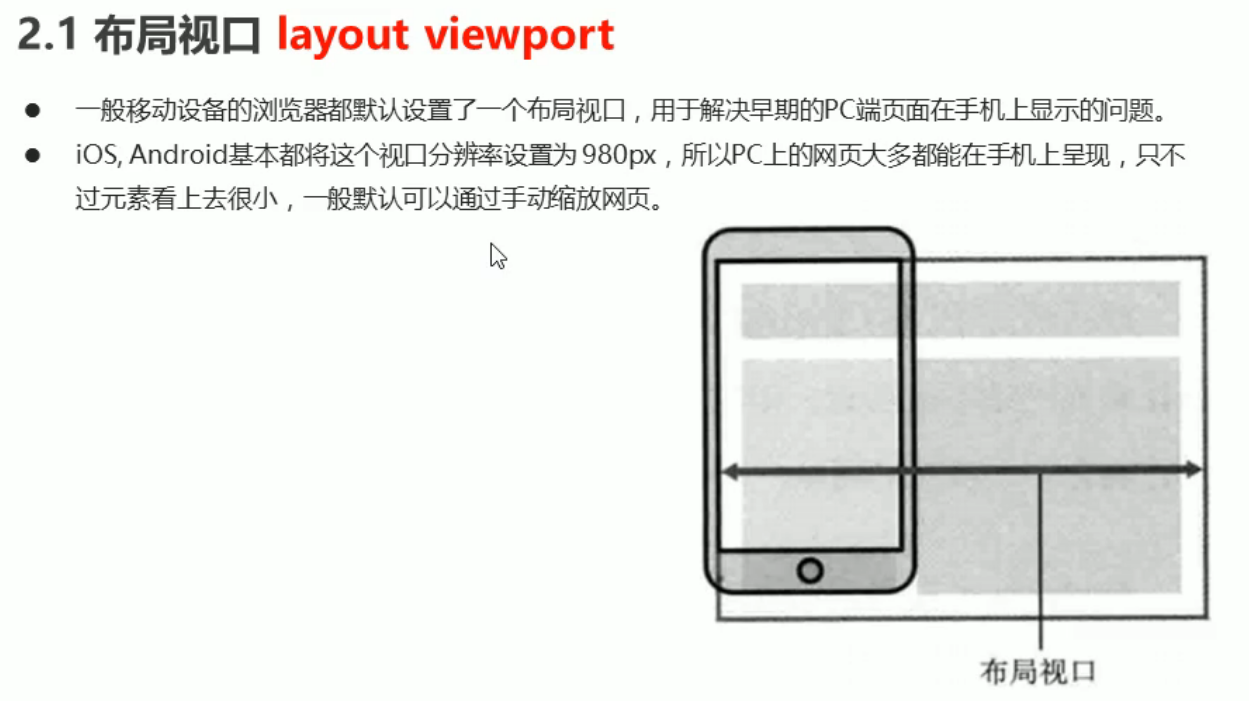 2.1 布局视口 layout viewport
● 一般移动设备的浏览器都默认设置了一个布局视口，用于解决早期的PC端页面在手机上显示的问题。
● iOS, Android基本都将这个视口分辨率设置为 980px，所以PC上的网页大多都能在手机上呈现，只不
过元素看上去很小，一般默认可以通过手动缩放网页。
布局视口